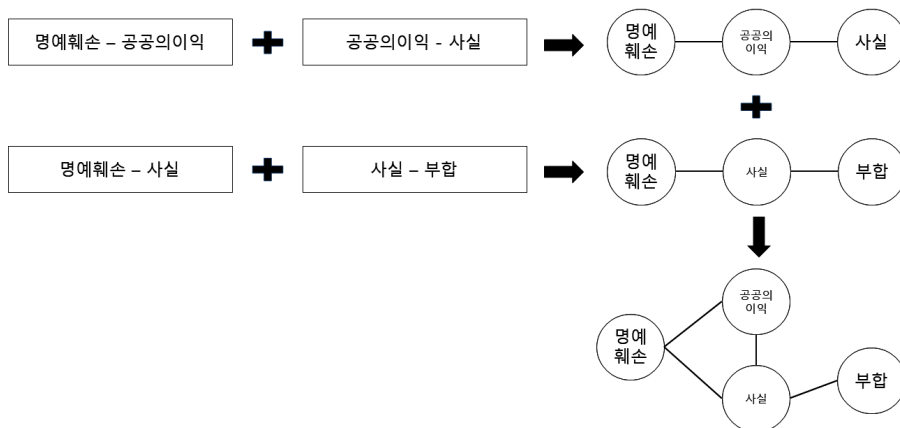 명예훼손 – 공공의이익
공공의이익 - 사실
명예
훼손
공공의
이익
사실
명예훼손 – 사실
사실 – 부합
명예
훼손
사실
부합
공공의
이익
명예
훼손
부합
사실